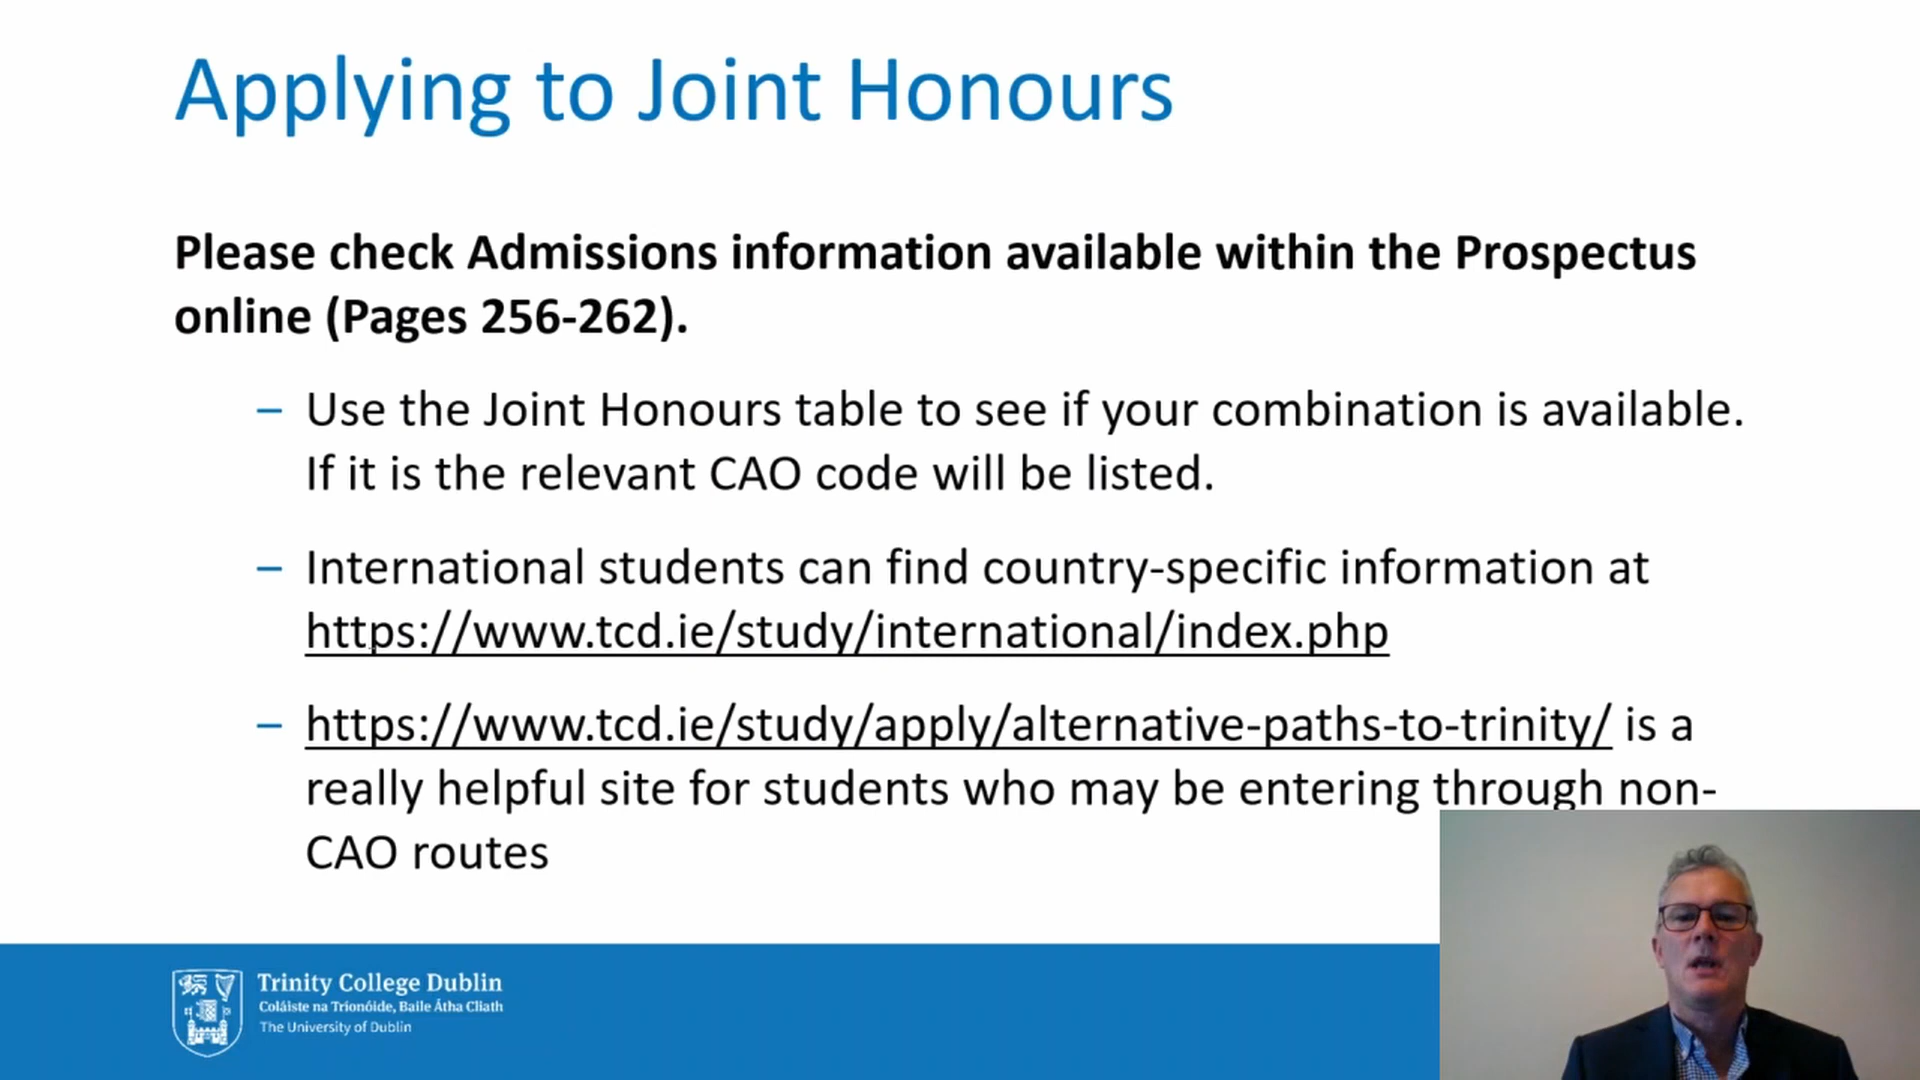 Applying to Joint Honours
Please check Admissions information available within the Prospectus
online (Pages 256-262).
– Use the Joint Honours table to see if your combination is available.
If it is the relevant CAO code will be listed.
– International students can find country-specific information at
https://www.tcd.ie/study/international/index.php
– https://www.tcd.ie/study/apply/alternative-paths-to-trinity/ is a
really helpful site for students who may be entering through non-
CAO routes
Trinity College Dublin
Coláiste na Tríonóide, Baile Átha Cliath
The University of Dublin